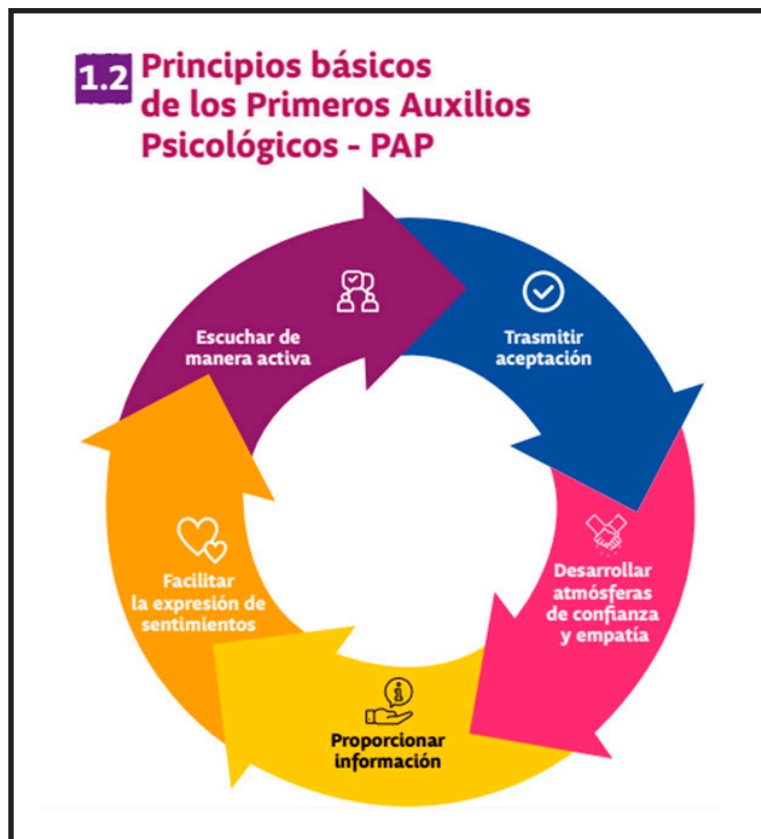 1.2
Principios básicos
de los Primeros Auxilios
Psicológicos - PAP
Escuchar de
manera activa
Trasmitir
aceptación
Desarrollar
atmósferas
de confianza
y empatía
Proporcionar
información
Facilitar
la expresión de
sentimientos